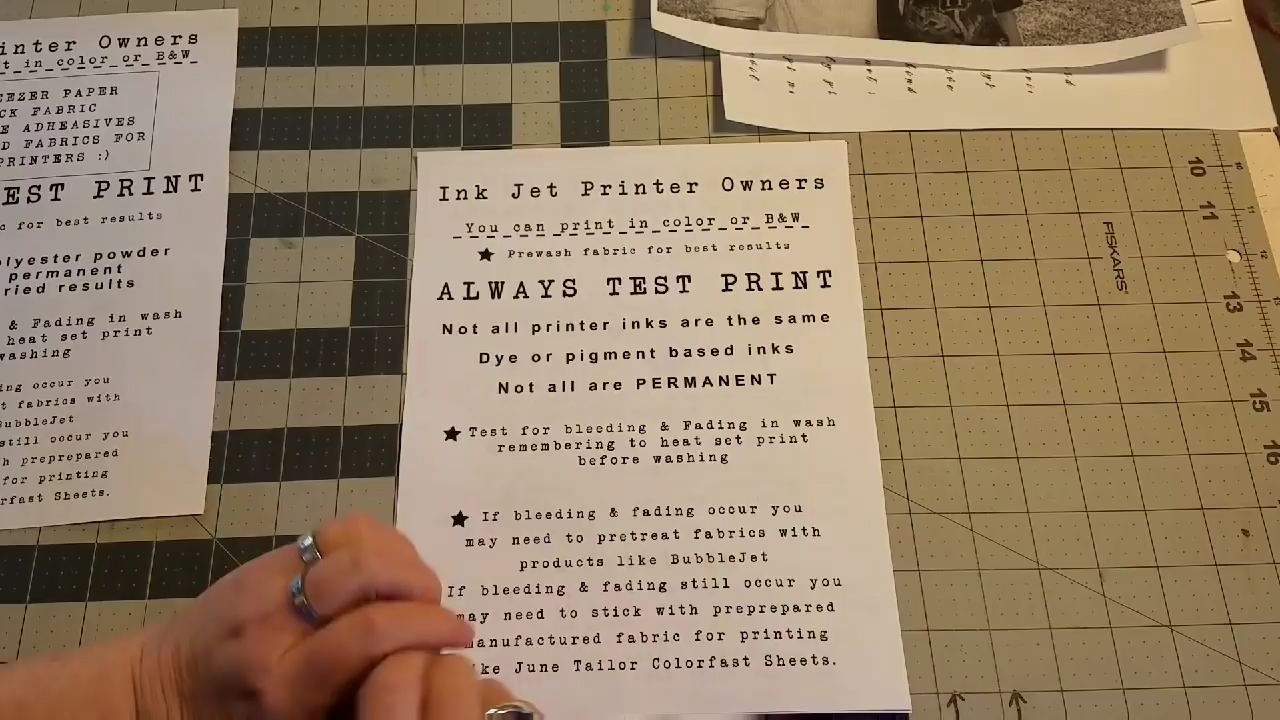 inter Owners
t in color or B&W
EEZER PAPER
CK FABRIC
E ADHEASIVES
D FABRICS FOR
PRINTERS :)
EST PRINT
c for best results
olyester powder
permanent
ried results
& Fading in wash
heat set print
washing
ing occur you
t fabrics with
BubbleJet
still occur you
h preprepared
for printing
rfast Sheets.
Ink Jet Printer Owners
You can print in color or B&W
★ Prewash fabric for best results
ALWAYS TEST PRINT
Not all printer inks are the same
Dye or pigment based inks
Not all are PERMANENT
★ Test for bleeding & Fading in wash
remembering to heat set print
before washing
★ If bleeding & fading occur you
may need to pretreat fabrics with
products like BubbleJet
If bleeding & fading still occur you
may need to stick with preprepared
manufactured fabric for printing
ke June Tailor Colorfast Sheets.
10
11
FISKARS
13
14
15
16